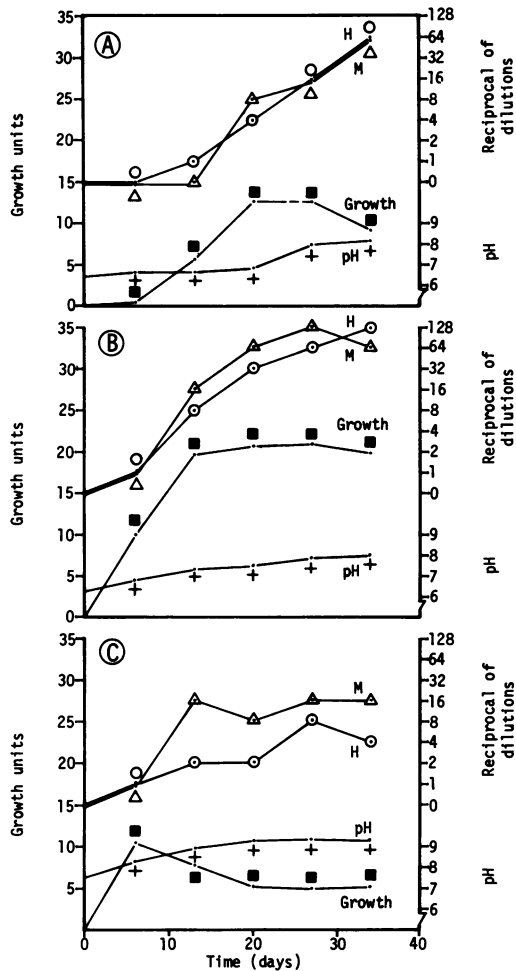 A
35
30
25
20
15
10
5
0
Growth units
H
M
Growth
pH
128
64
32
16
8
4
2
1
0
Reciprocal of
dilutions
9
8
7
6
pH
B
35
30
25
20
15
10
5
0
Growth units
H
M
Growth
pH
128
64
32
16
8
4
2
1
0
Reciprocal of
dilutions
9
8
7
6
pH
C
35
30
25
20
15
10
5
Growth units
M
H
pH
Growth
128
64
32
16
8
4
2
1
0
Reciprocal of
dilutions
9
8
7
6
pH
0
10
20
30
40
Time (days)